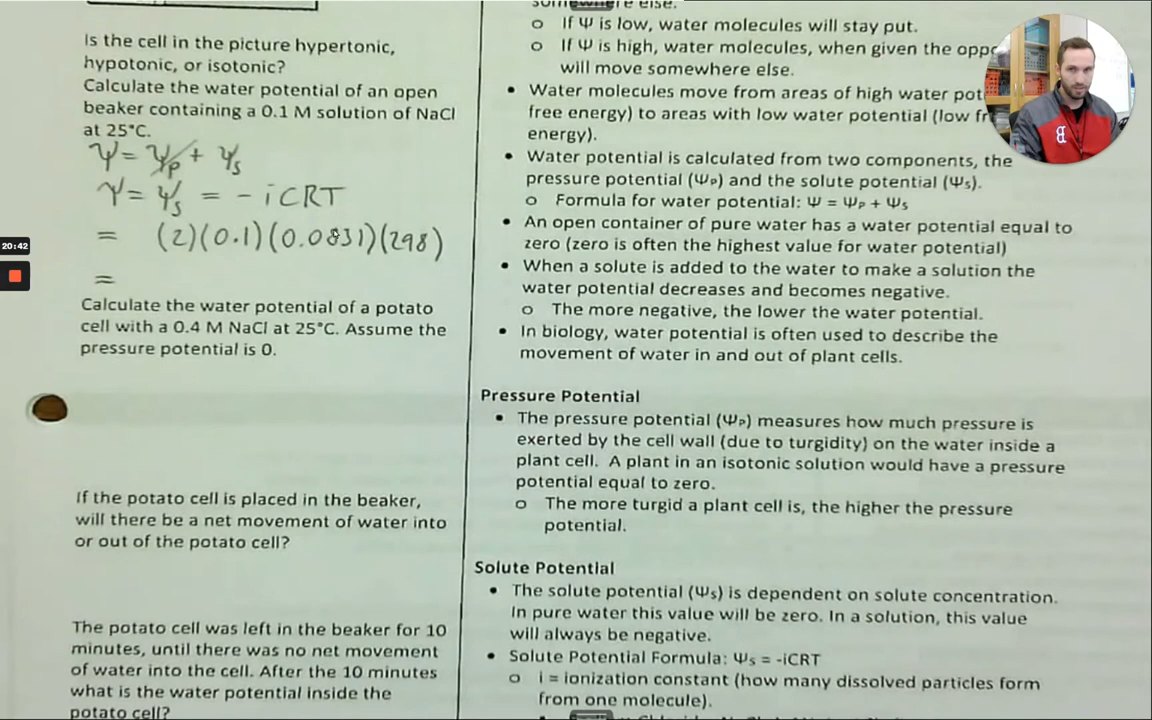 Is the cell in the picture hypertonic,
hypotonic, or isotonic?
Calculate the water potential of an open
beaker containing a 0.1 M solution of NaCl
at 25°C.
Ψ = Ψp + Ψs
Ψ = Ψs = - iCRT
= (2)(0.1)(0.0831)(298)
=
Calculate the water potential of a potato
cell with a 0.4 M NaCl at 25°C. Assume the
pressure potential is 0.
If the potato cell is placed in the beaker,
will there be a net movement of water into
or out of the potato cell?
The potato cell was left in the beaker for 10
minutes, until there was no net movement
of water into the cell. After the 10 minutes
what is the water potential inside the
potato cell?
somewhere else.
o If Ψ is low, water molecules will stay put.
o If Ψ is high, water molecules, when given the
will move somewhere else.
• Water molecules move from areas of high water
free energy) to areas with low water potential (low
energy).
• Water potential is calculated from two components, the
pressure potential (ΨP) and the solute potential (ΨS).
o Formula for water potential: Ψ = ΨP + ΨS
• An open container of pure water has a water potential equal to
zero (zero is often the highest value for water potential)
• When a solute is added to the water to make a solution the
water potential decreases and becomes negative.
o The more negative, the lower the water potential.
• In biology, water potential is often used to describe the
movement of water in and out of plant cells.
Pressure Potential
• The pressure potential (ΨP) measures how much pressure is
exerted by the cell wall (due to turgidity) on the water inside a
plant cell. A plant in an isotonic solution would have a pressure
potential equal to zero.
o The more turgid a plant cell is, the higher the pressure
potential.
Solute Potential
• The solute potential (ΨS) is dependent on solute concentration.
In pure water this value will be zero. In a solution, this value
will always be negative.
• Solute Potential Formula: ΨS = -iCRT
o i = ionization constant (how many dissolved particles form
from one molecule).
20:42
B